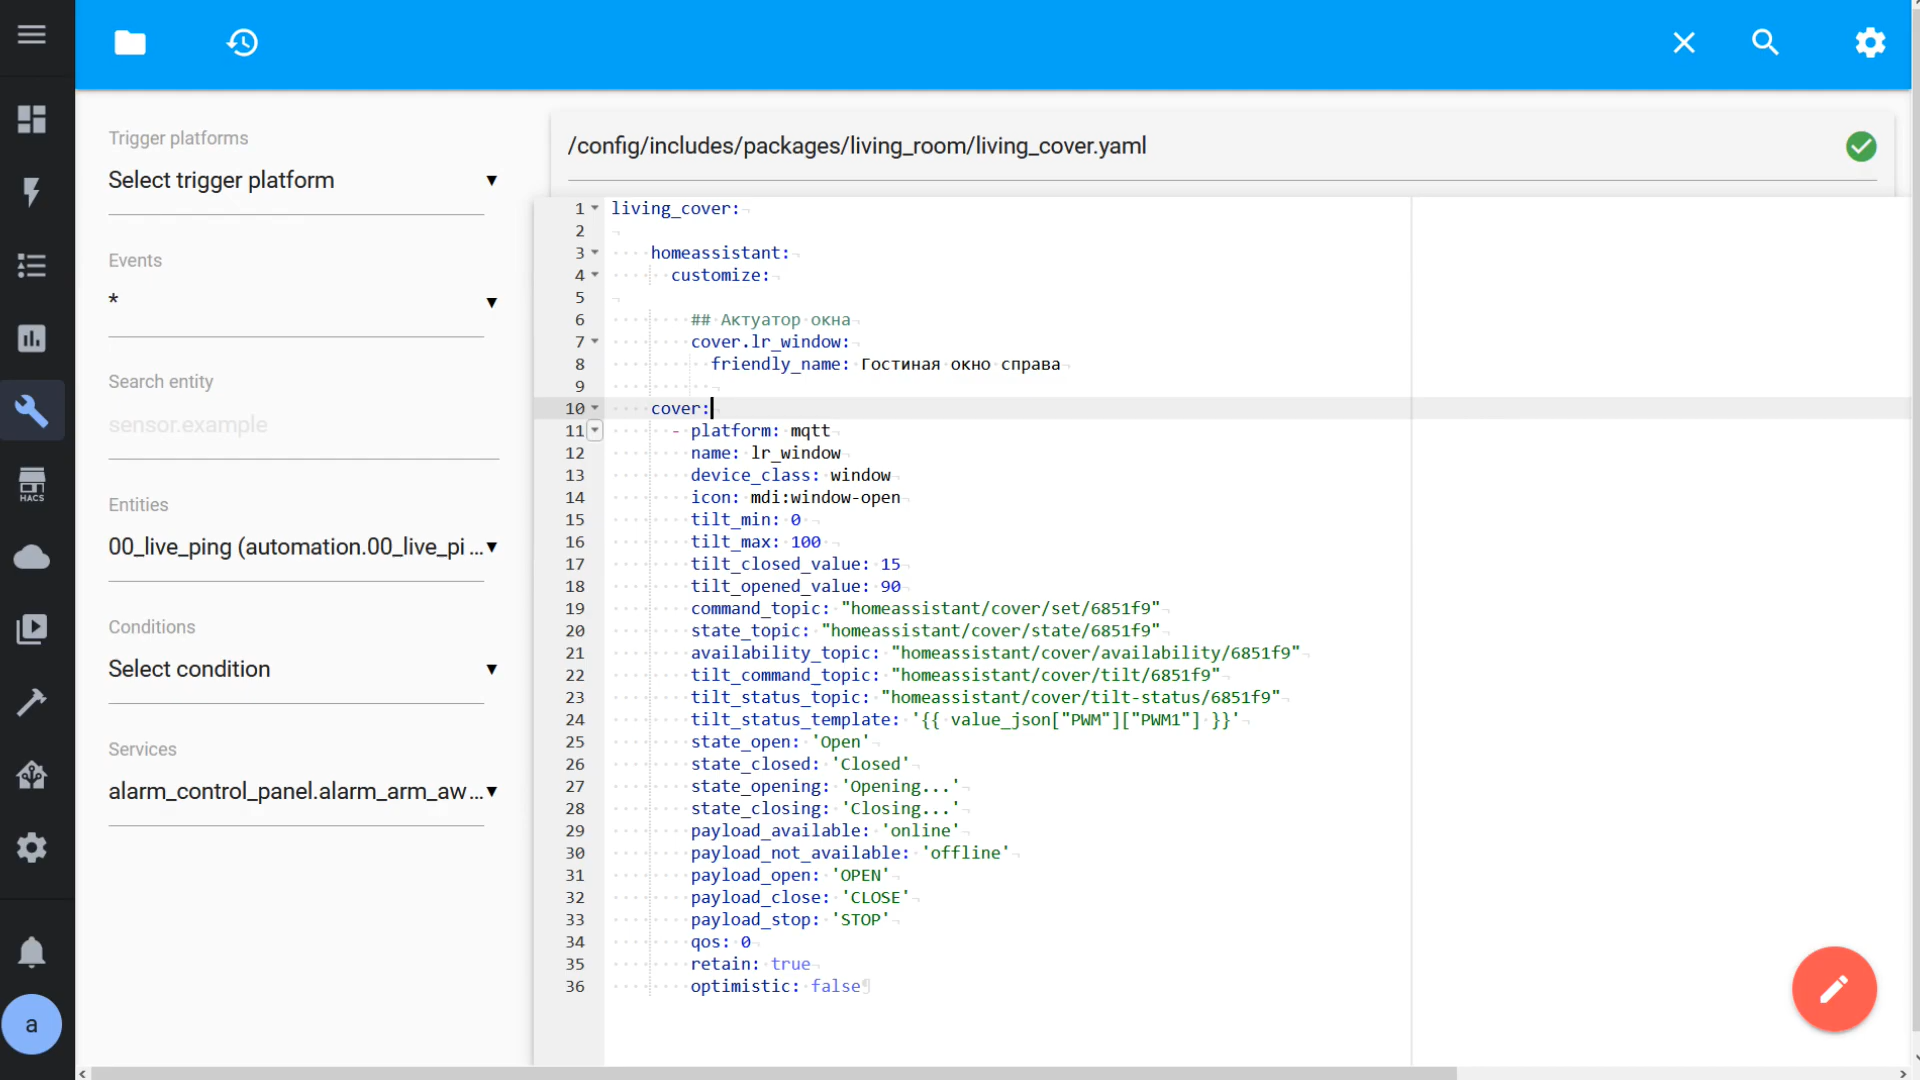 /config/includes/packages/living_room/living_cover.yaml
Trigger platforms
Select trigger platform
Events
*
Search entity
sensor.example
Entities
00_live_ping (automation.00_live_pi ...
Conditions
Select condition
Services
alarm_control_panel.alarm_arm_aw...
HACS
a
1 living_cover:
2
3 homeassistant:
4 customize:
5
6 ## Актуатор окна
7 cover.lr_window:
8 friendly_name: Гостиная окно справа
9
10 cover:
11 - platform: mqtt
12 name: lr_window
13 device_class: window
14 icon: mdi:window-open
15 tilt_min: 0
16 tilt_max: 100
17 tilt_closed_value: 15
18 tilt_opened_value: 90
19 command_topic: "homeassistant/cover/set/6851f9"
20 state_topic: "homeassistant/cover/state/6851f9"
21 availability_topic: "homeassistant/cover/availability/6851f9"
22 tilt_command_topic: "homeassistant/cover/tilt/6851f9"
23 tilt_status_topic: "homeassistant/cover/tilt-status/6851f9"
24 tilt_status_template: '{{ value_json["PWM"]["PWM1"] }}'
25 state_open: 'Open'
26 state_closed: 'Closed'
27 state_opening: 'Opening...'
28 state_closing: 'Closing...'
29 payload_available: 'online'
30 payload_not_available: 'offline'
31 payload_open: 'OPEN'
32 payload_close: 'CLOSE'
33 payload_stop: 'STOP'
34 qos: 0
35 retain: true
36 optimistic: false